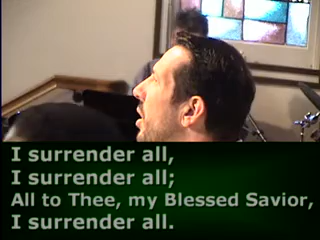 I surrender all,
I surrender all;
All to Thee, my Blessed Savior,
I surrender all.